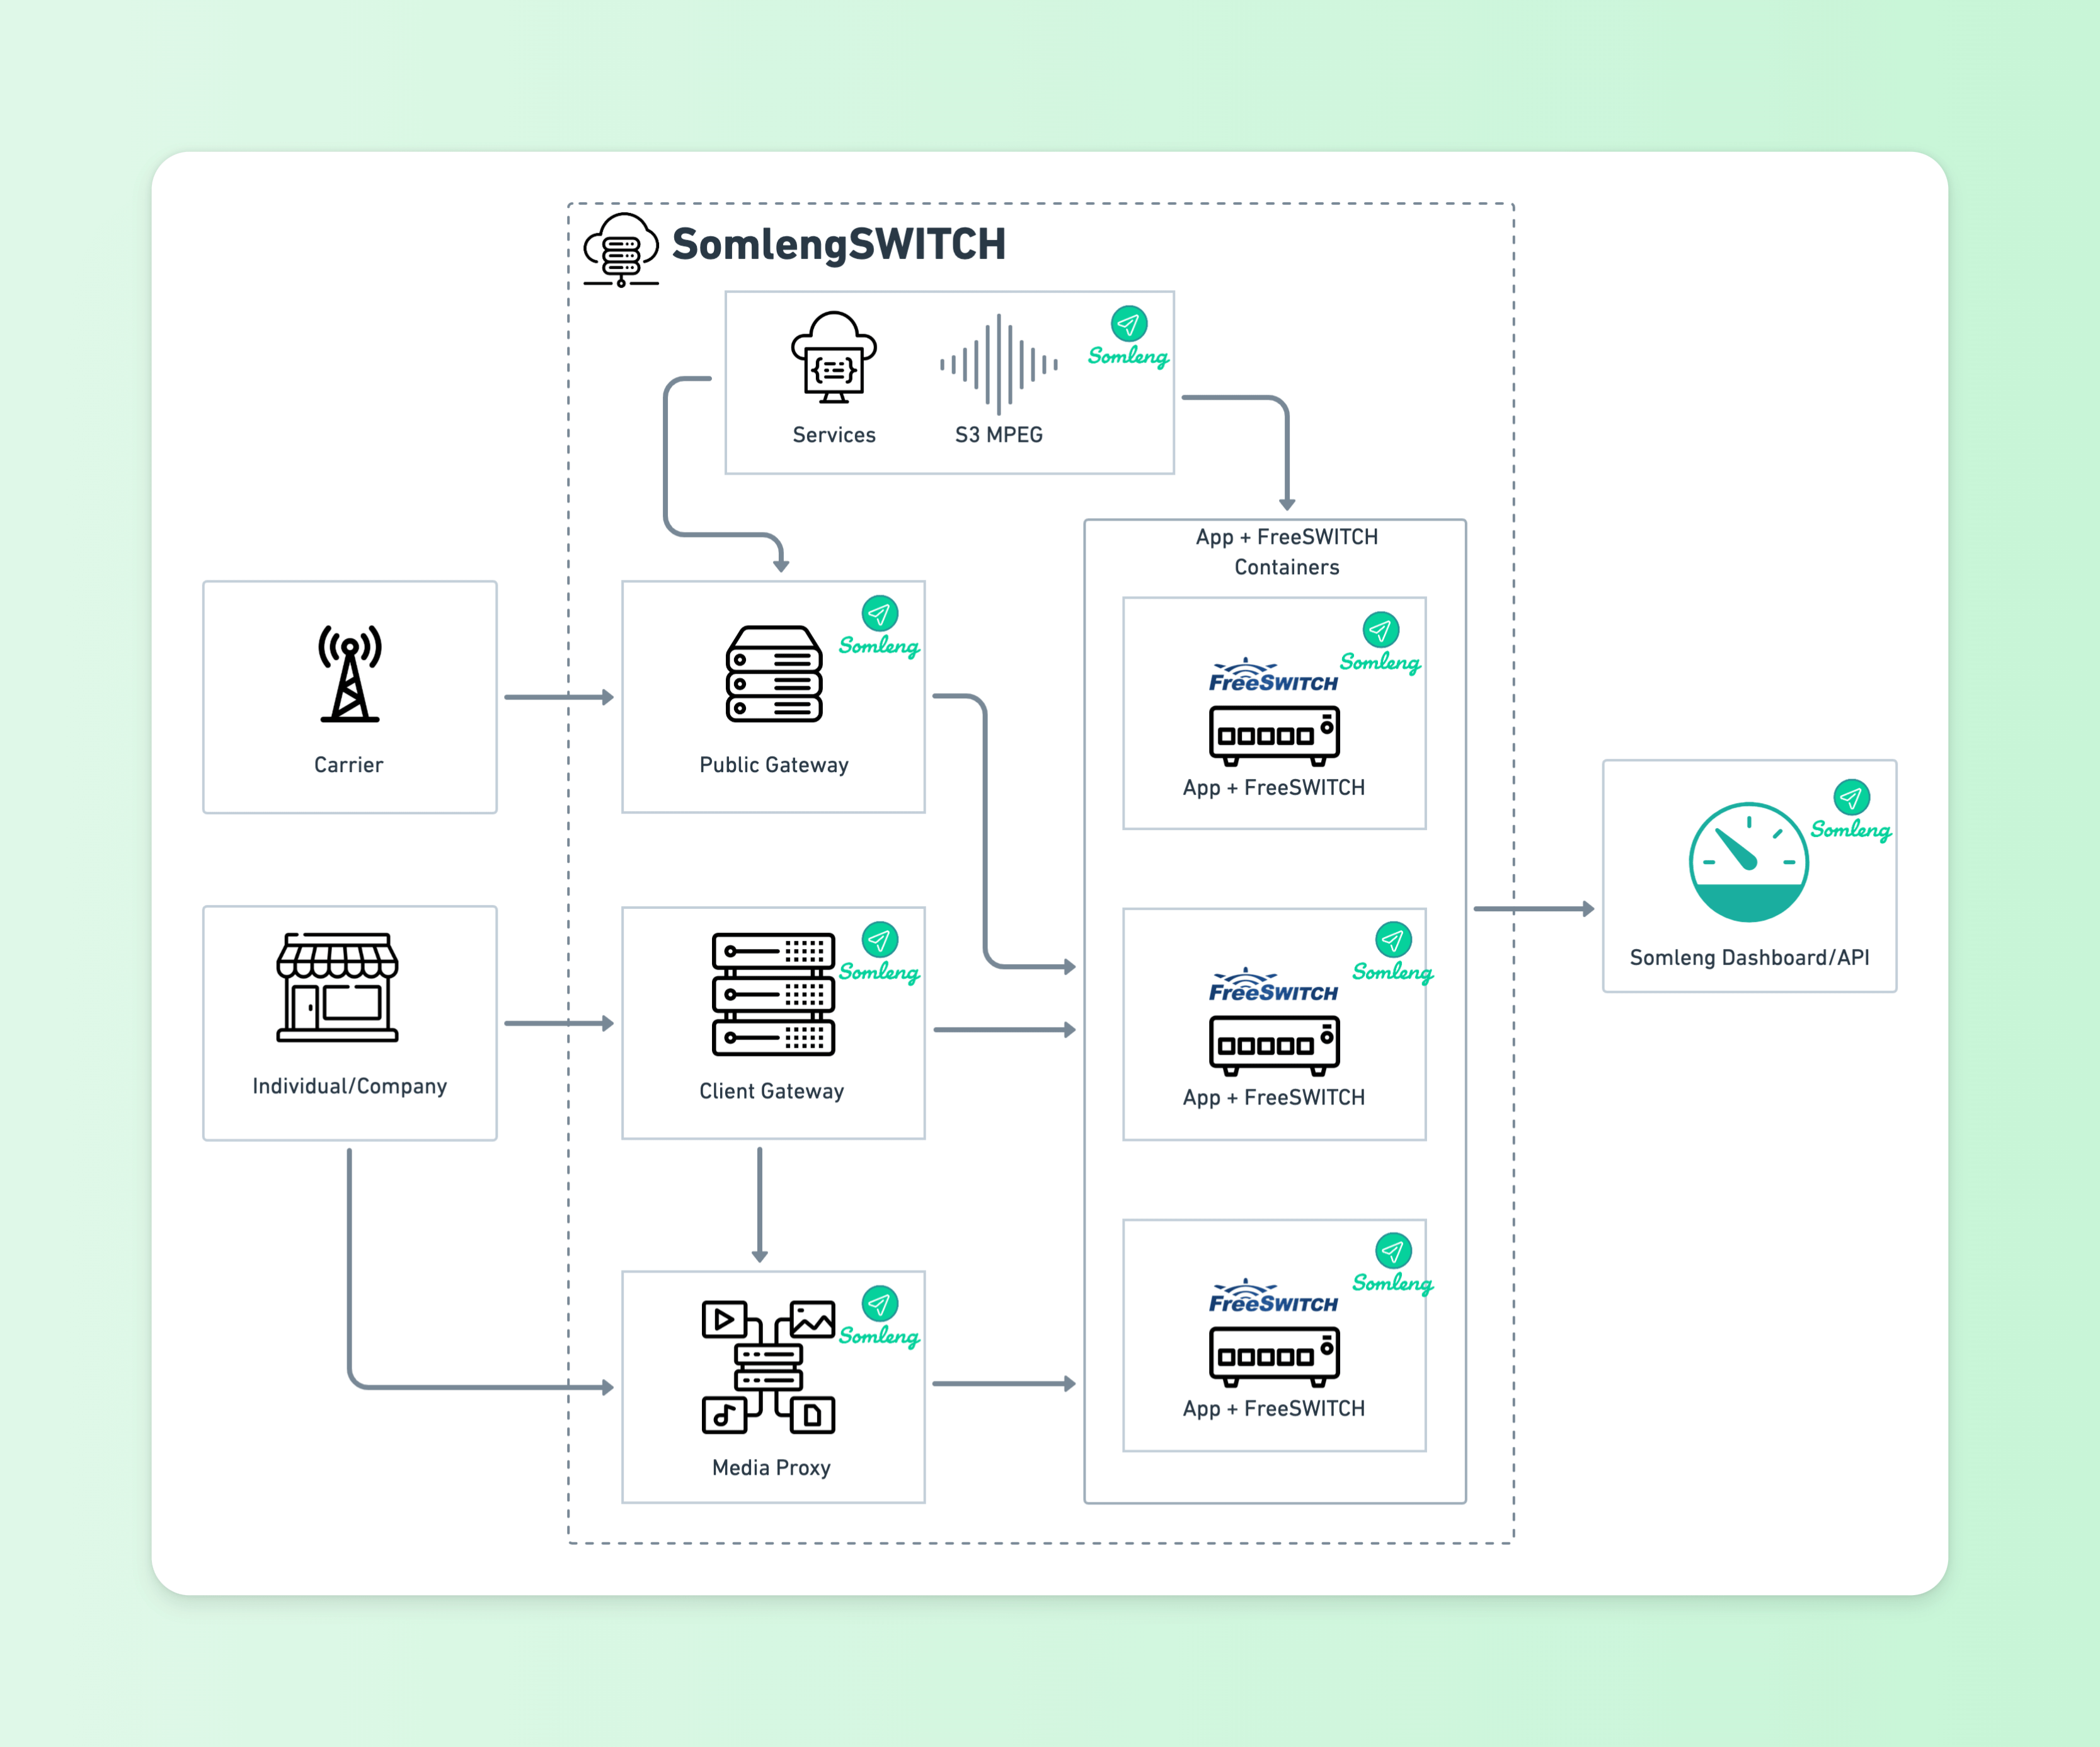 SomlengSWITCH
Somleng
Services
S3 MPEG
App + FreeSWITCH
Containers
Somleng
Carrier
Somleng
Public Gateway
FreeSWITCH
App + FreeSWITCH
Somleng
Somleng Dashboard/API
Individual/Company
Somleng
Client Gateway
Somleng
FreeSWITCH
App + FreeSWITCH
Somleng
Media Proxy
Somleng
FreeSWITCH
App + FreeSWITCH